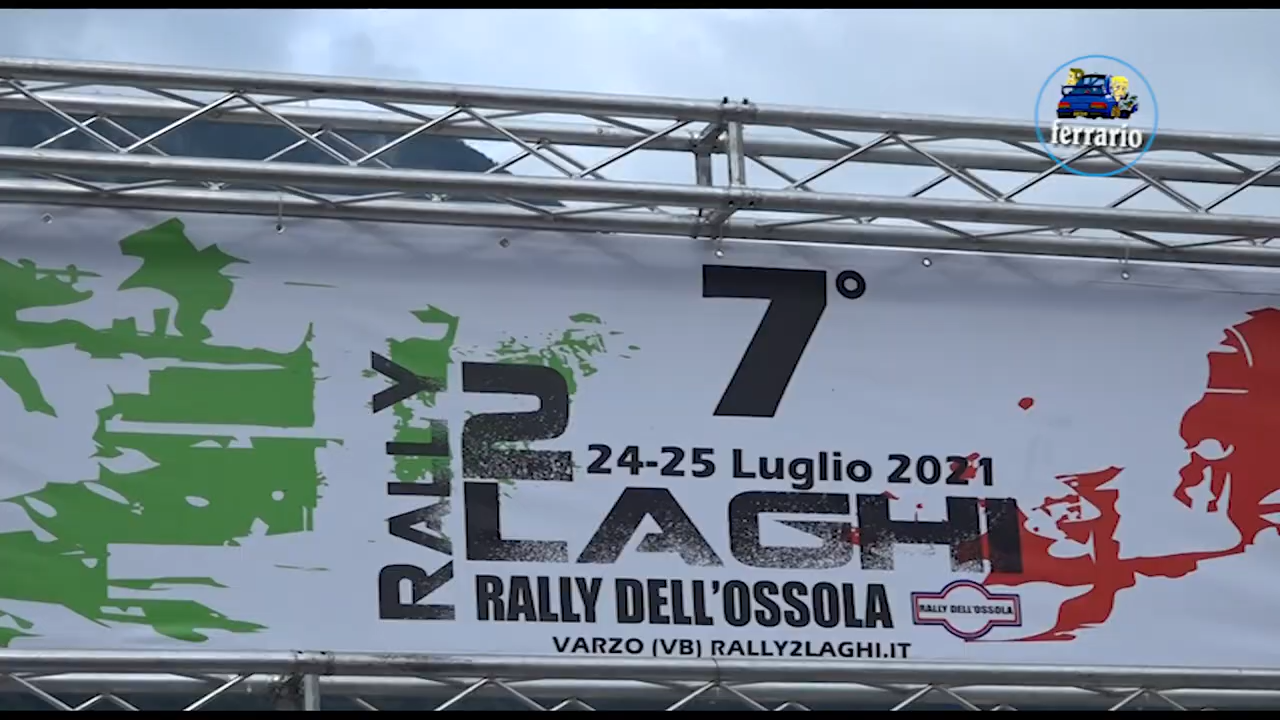 ferrario
7°
RALLY
2
24-25 Luglio 2021
LAGHI
RALLY DELL'OSSOLA
RALLY DELL'OSSOLA
VARZO (VB) RALLY2LAGHI.IT